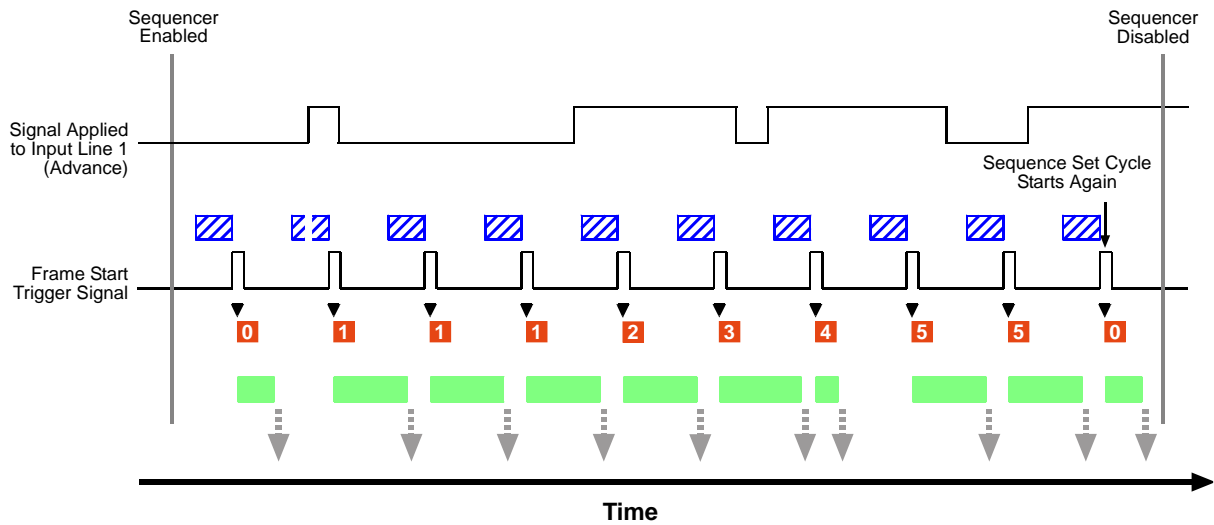 Sequencer
Enabled
Sequencer
Disabled
Signal Applied
to Input Line 1
(Advance)
Sequence Set Cycle
Starts Again
Frame Start
Trigger Signal
0 1 1 1 2 3 4 5 5 0
Time